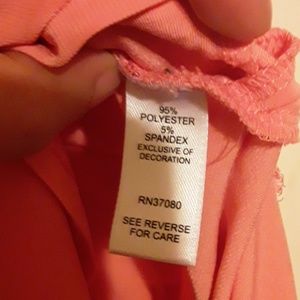 95%
POLYESTER
5%
SPANDEX
EXCLUSIVE OF
DECORATION
RN37080
SEE REVERSE
FOR CARE